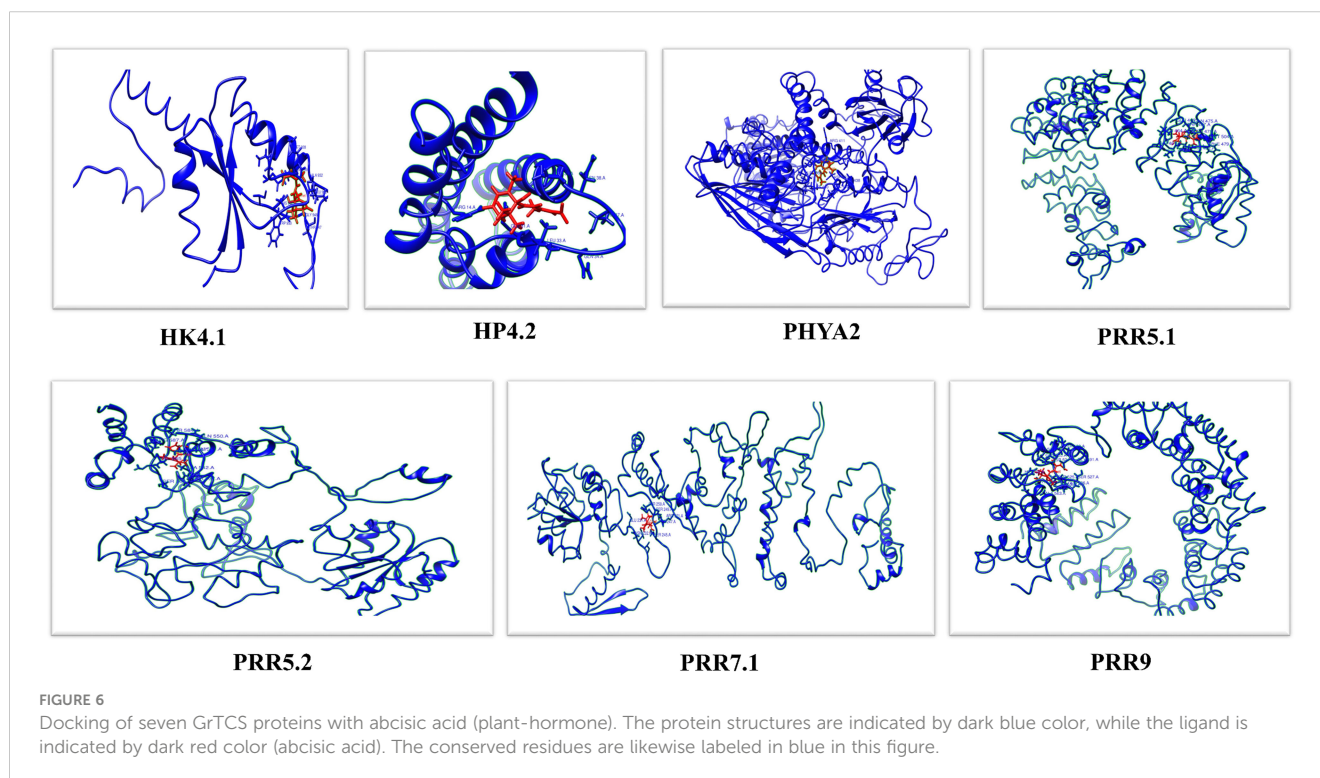 HK4.1
HP4.2
PHYA2
PRR5.1
PRR5.2
PRR7.1
PRR9
FIGURE 6
Docking of seven GrTCS proteins with abcisic acid (plant-hormone). The protein structures are indicated by dark blue color, while the ligand is
indicated by dark red color (abcisic acid). The conserved residues are likewise labeled in blue in this figure.